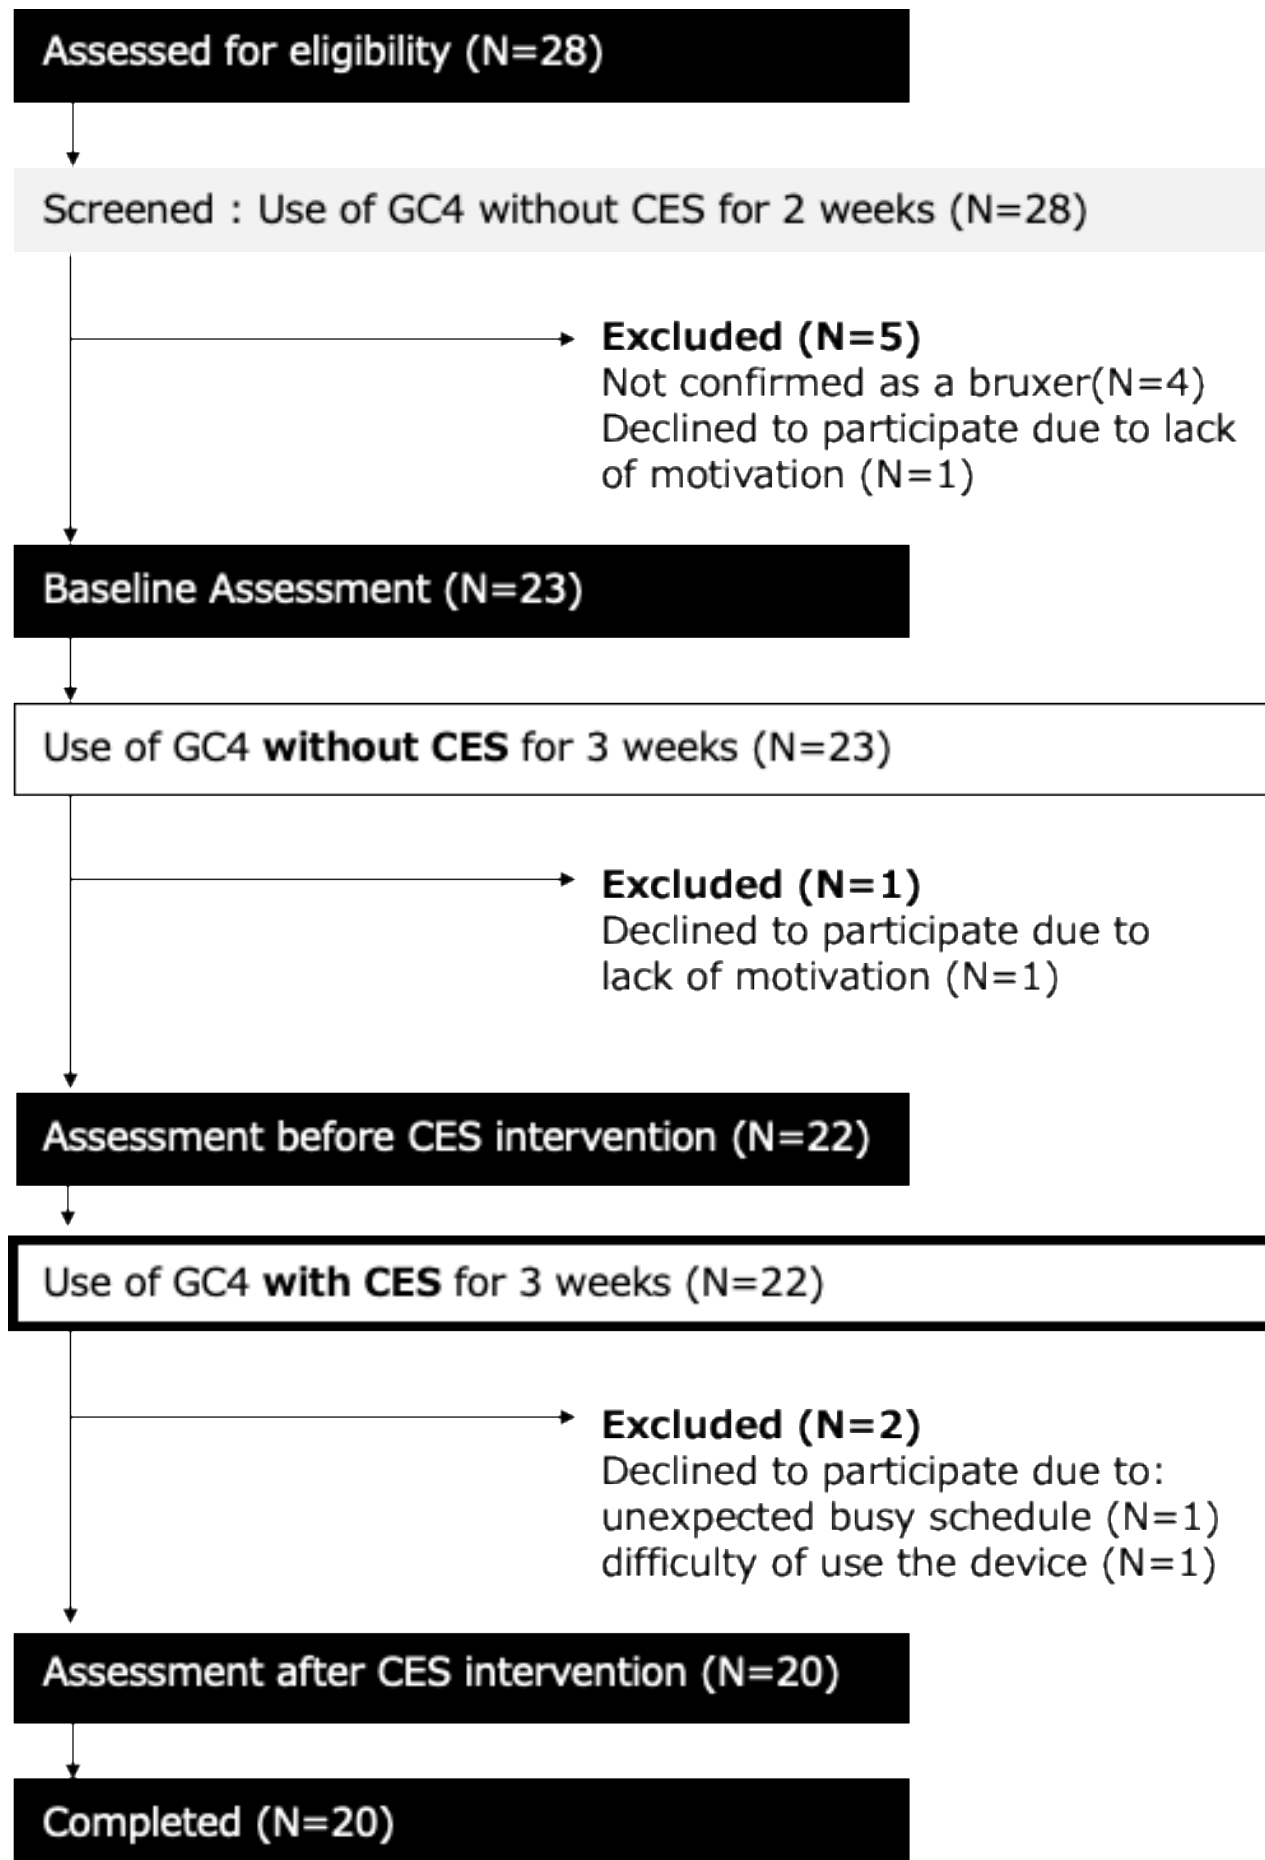 Assessed for eligibility (N=28)
Screened : Use of GC4 without CES for 2 weeks (N=28)
Excluded (N=5)
Not confirmed as a bruxer(N=4)
Declined to participate due to lack
of motivation (N=1)
Baseline Assessment (N=23)
Use of GC4 without CES for 3 weeks (N=23)
Excluded (N=1)
Declined to participate due to
lack of motivation (N=1)
Assessment before CES intervention (N=22)
Use of GC4 with CES for 3 weeks (N=22)
Excluded (N=2)
Declined to participate due to:
unexpected busy schedule (N=1)
difficulty of use the device (N=1)
Assessment after CES intervention (N=20)
Completed (N=20)